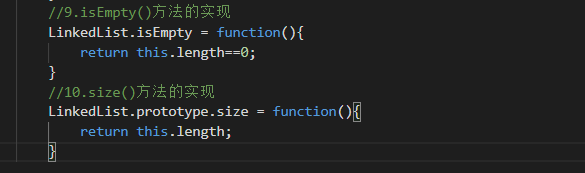 //9.isEmpty()方法的实现
LinkedList.isEmpty = function(){
return this.length==0;
}
//10.size()方法的实现
LinkedList.prototype.size = function(){
return this.length;
}